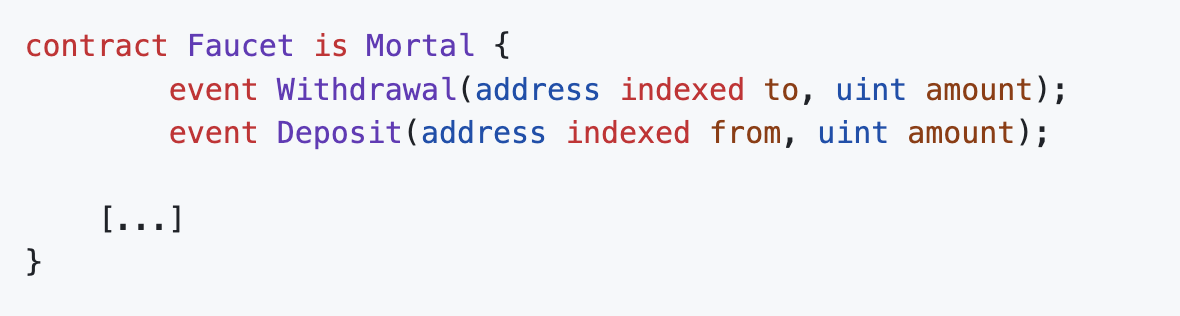 contract Faucet is Mortal {
        event Withdrawal(address indexed to, uint amount);
        event Deposit(address indexed from, uint amount);

    [...]
}